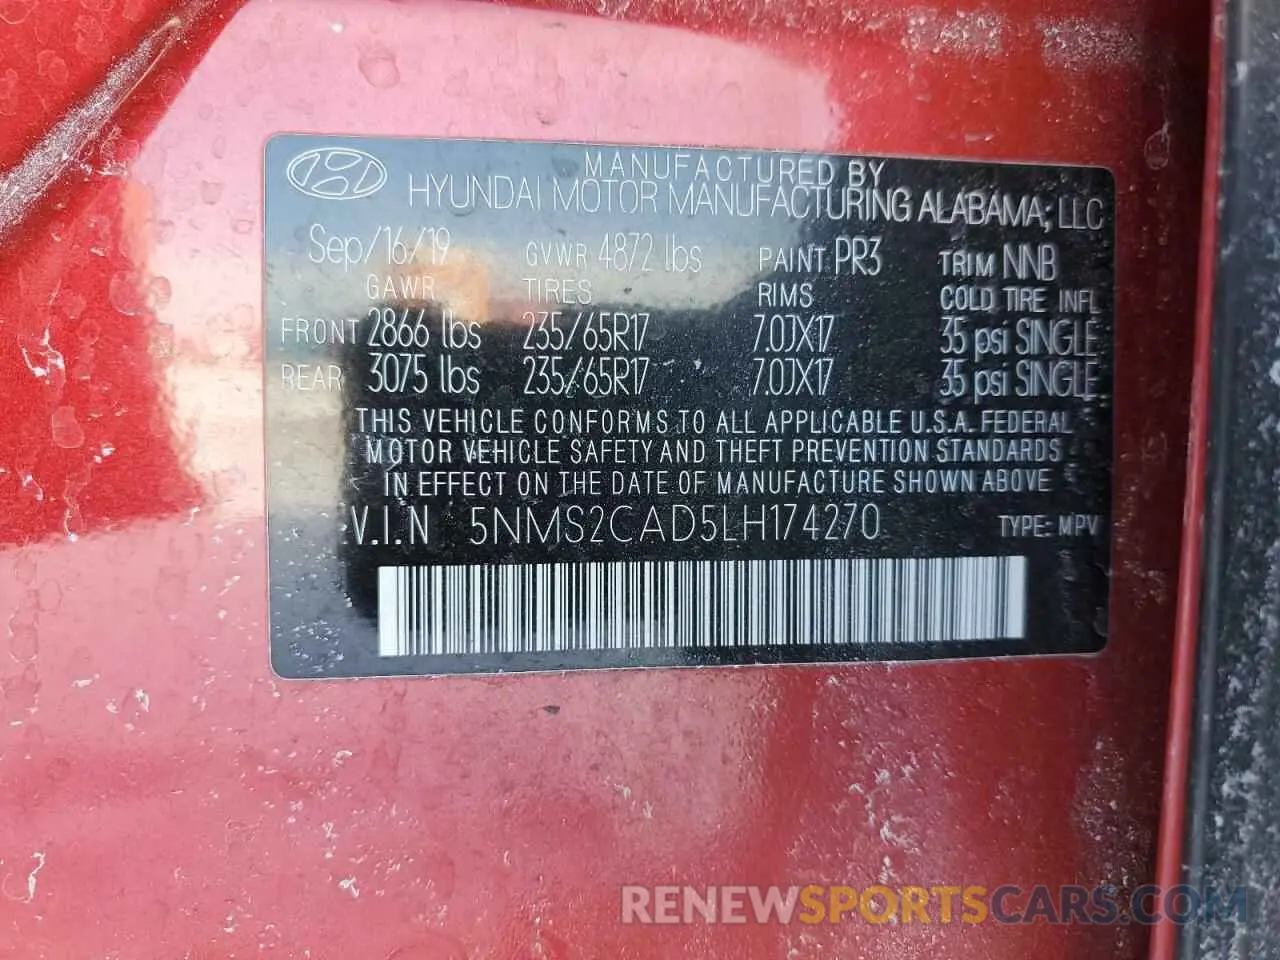 MANUFACTURED BY
HYUNDAI MOTOR MANUFACTURING ALABAMA, LLC
Sep/16/19 GVWR 4872 lbs PAINT PR3 TRIM NNB
GAWR TIRES RIMS COLD TIRE INFL
FRONT 2866 lbs 235/65R17 7.0JX17 35 psi SINGLE
REAR 3075 lbs 235/65R17 7.0JX17 35 psi SINGLE
THIS VEHICLE CONFORMS TO ALL APPLICABLE U.S.A. FEDERAL
MOTOR VEHICLE SAFETY AND THEFT PREVENTION STANDARDS
IN EFFECT ON THE DATE OF MANUFACTURE SHOWN ABOVE
V.I.N 5NMS2CAD5LH174270 TYPE: MPV
RENEWSPORTSCARS.COM